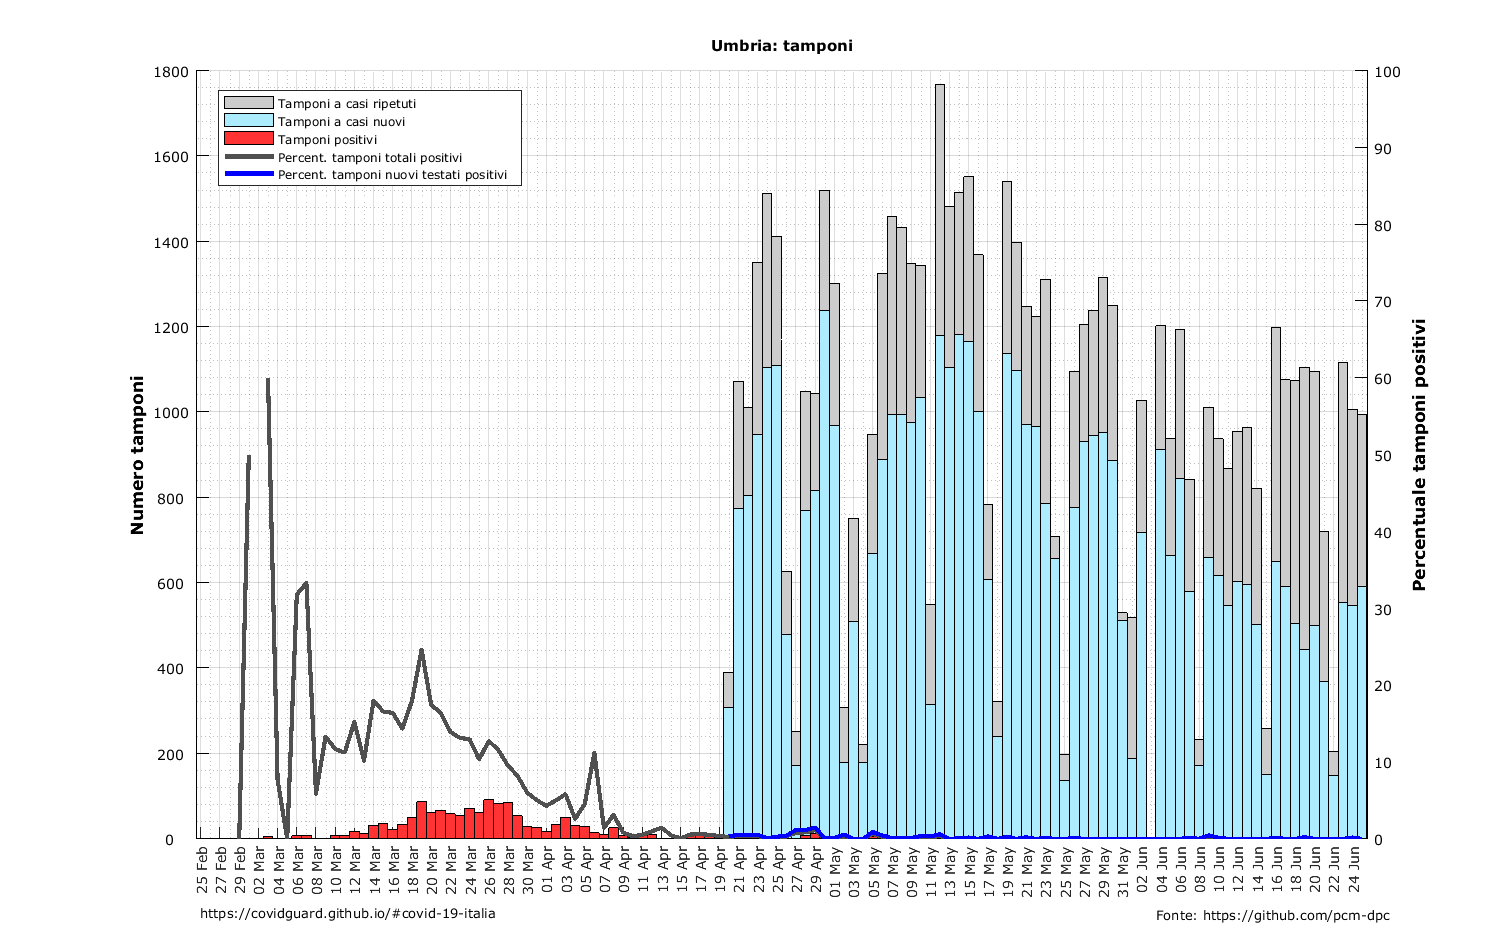 Umbria: tamponi
1800
1600
1400
1200
1000
800
600
400
200
0
100
90
80
70
60
50
40
30
20
10
0
Tamponi a casi ripetuti
Tamponi a casi nuovi
Tamponi positivi
Percent. tamponi totali positivi
Percent. tamponi nuovi testati positivi
Numero tamponi
Percentuale tamponi positivi
25 Feb
27 Feb
29 Feb
02 Mar
04 Mar
06 Mar
08 Mar
10 Mar
12 Mar
14 Mar
16 Mar
18 Mar
20 Mar
22 Mar
24 Mar
26 Mar
28 Mar
30 Mar
01 Apr
03 Apr
05 Apr
07 Apr
09 Apr
11 Apr
13 Apr
15 Apr
17 Apr
19 Apr
21 Apr
23 Apr
25 Apr
27 Apr
29 Apr
01 May
03 May
05 May
07 May
09 May
11 May
13 May
15 May
17 May
19 May
21 May
23 May
25 May
27 May
29 May
31 May
02 Jun
04 Jun
06 Jun
08 Jun
10 Jun
12 Jun
14 Jun
16 Jun
18 Jun
20 Jun
22 Jun
24 Jun
https://covidguard.github.io/#covid-19-italia
Fonte: https://github.com/pcm-dpc